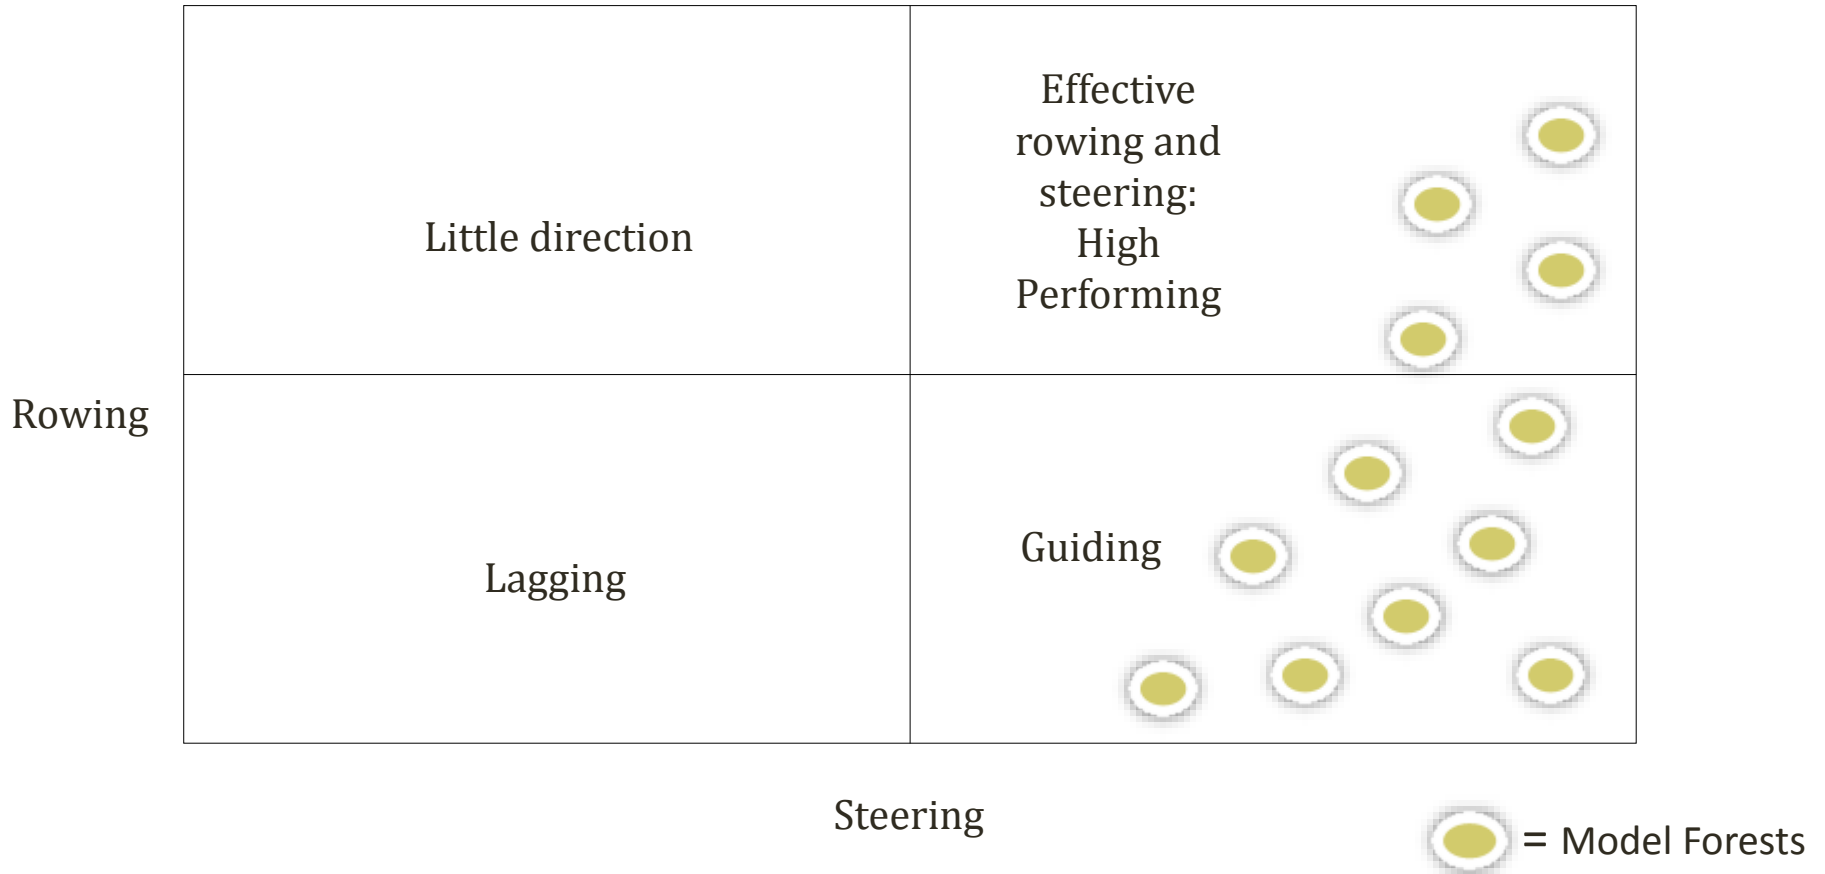 Effective
rowing and
steering:
High
Performing
Little direction
Rowing
Guiding
Lagging
Steering
= Model Forests